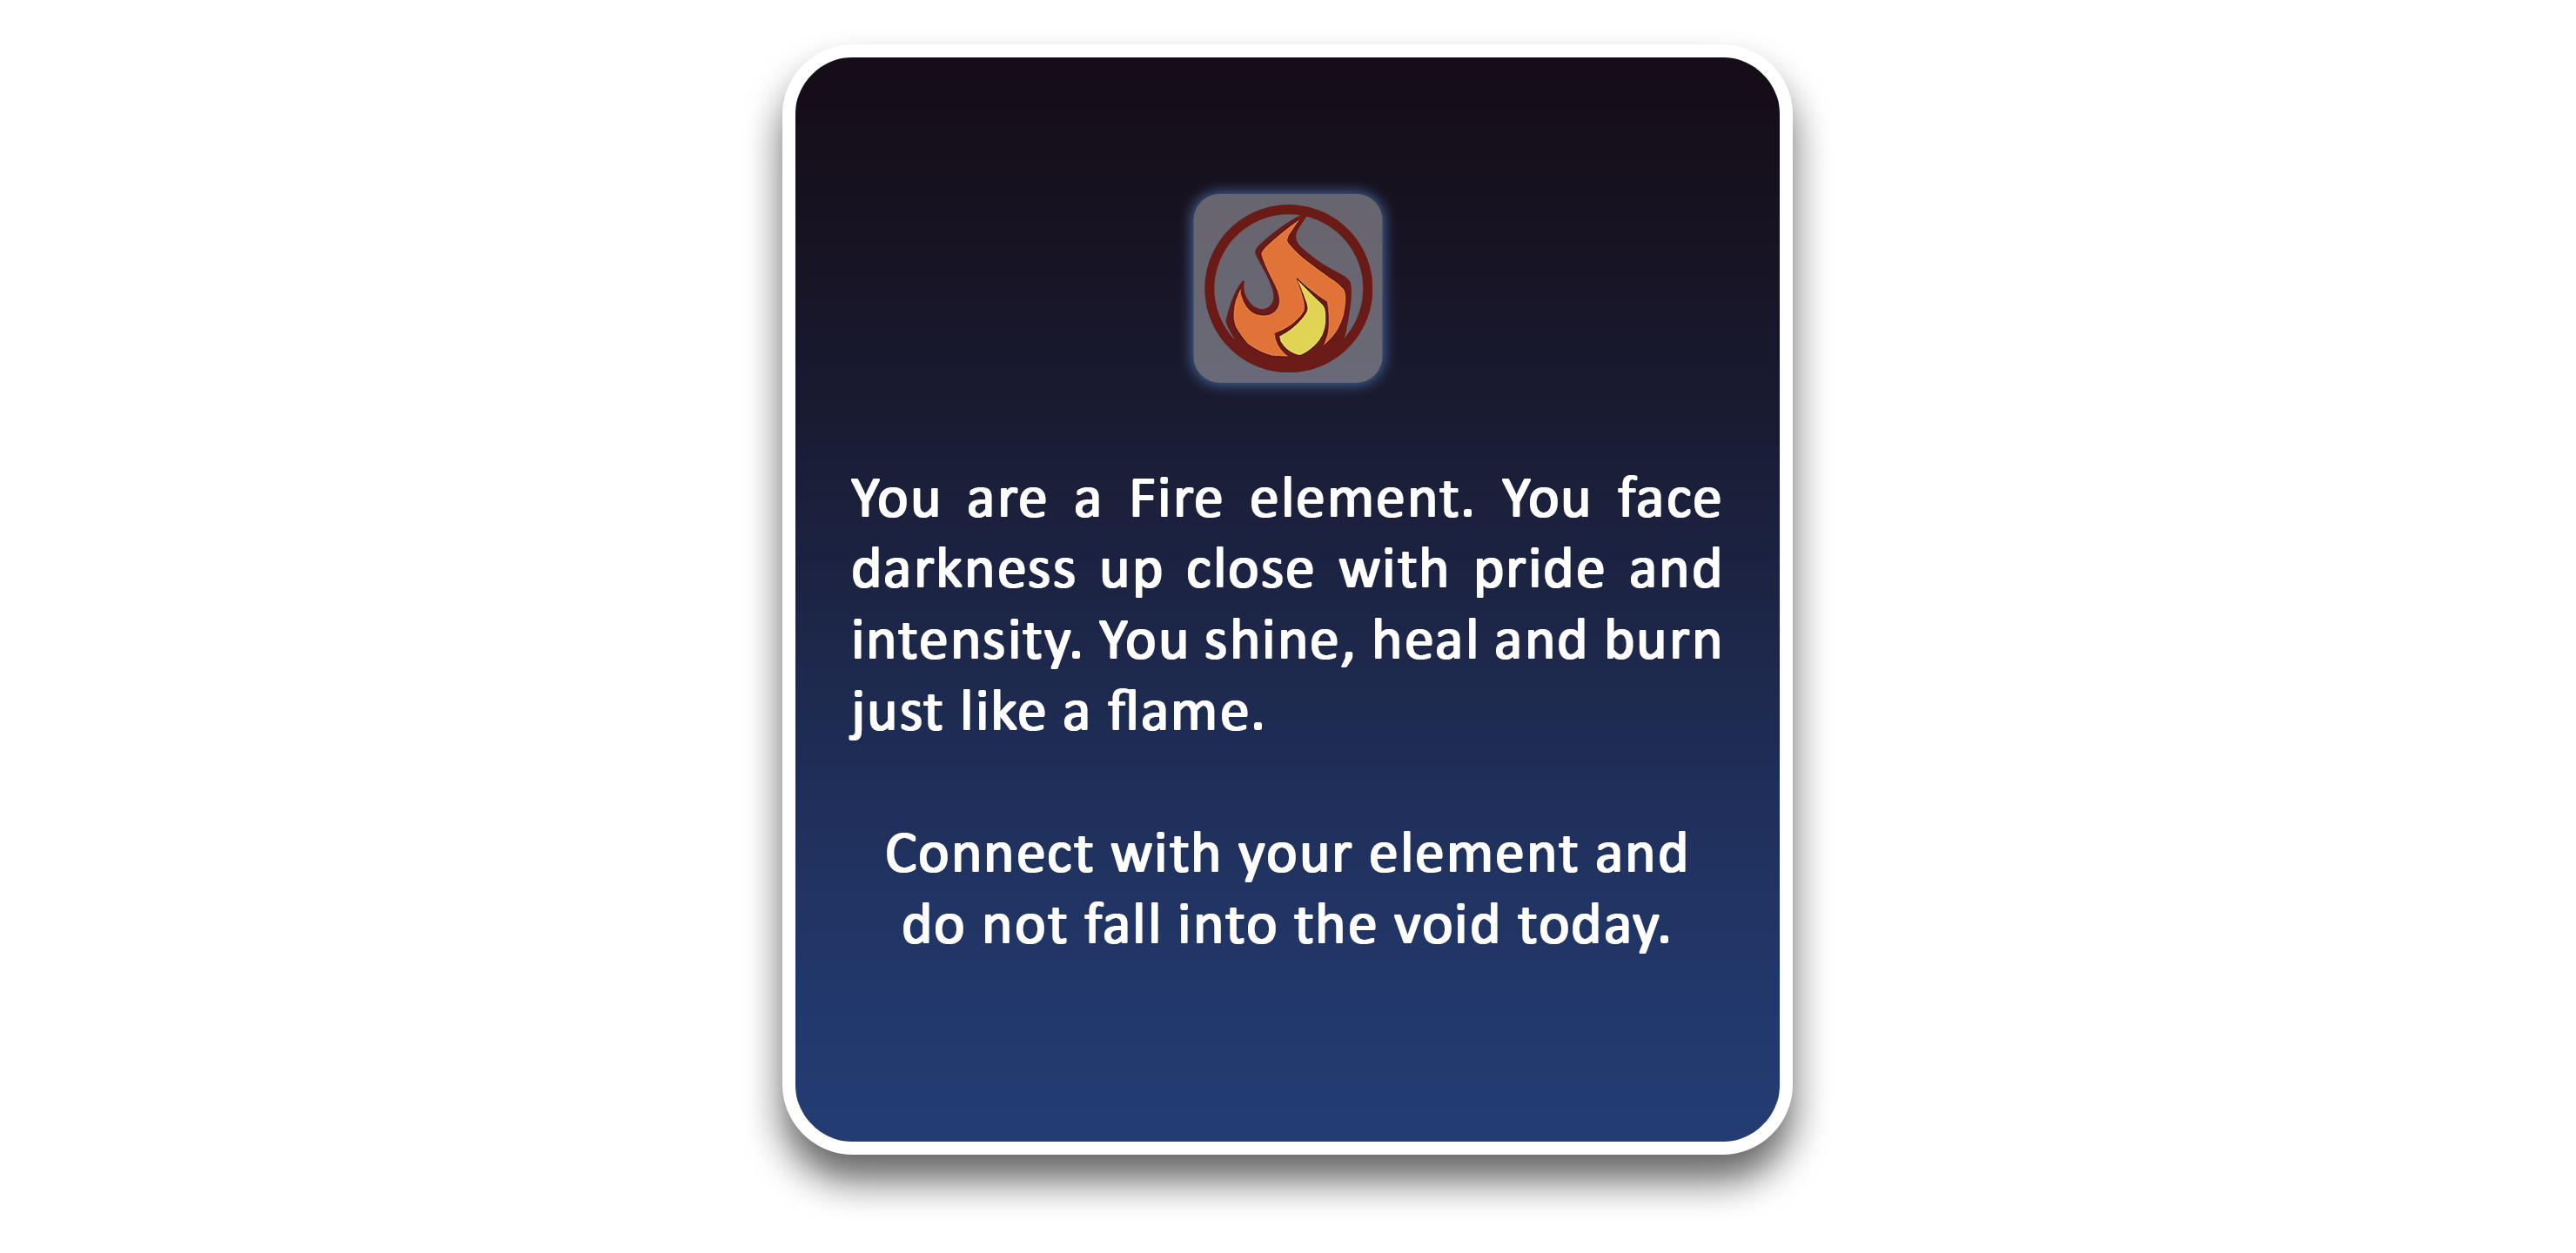 You are a Fire element. You face
darkness up close with pride and
intensity. You shine, heal and burn
just like a flame.
Connect with your element and
do not fall into the void today.